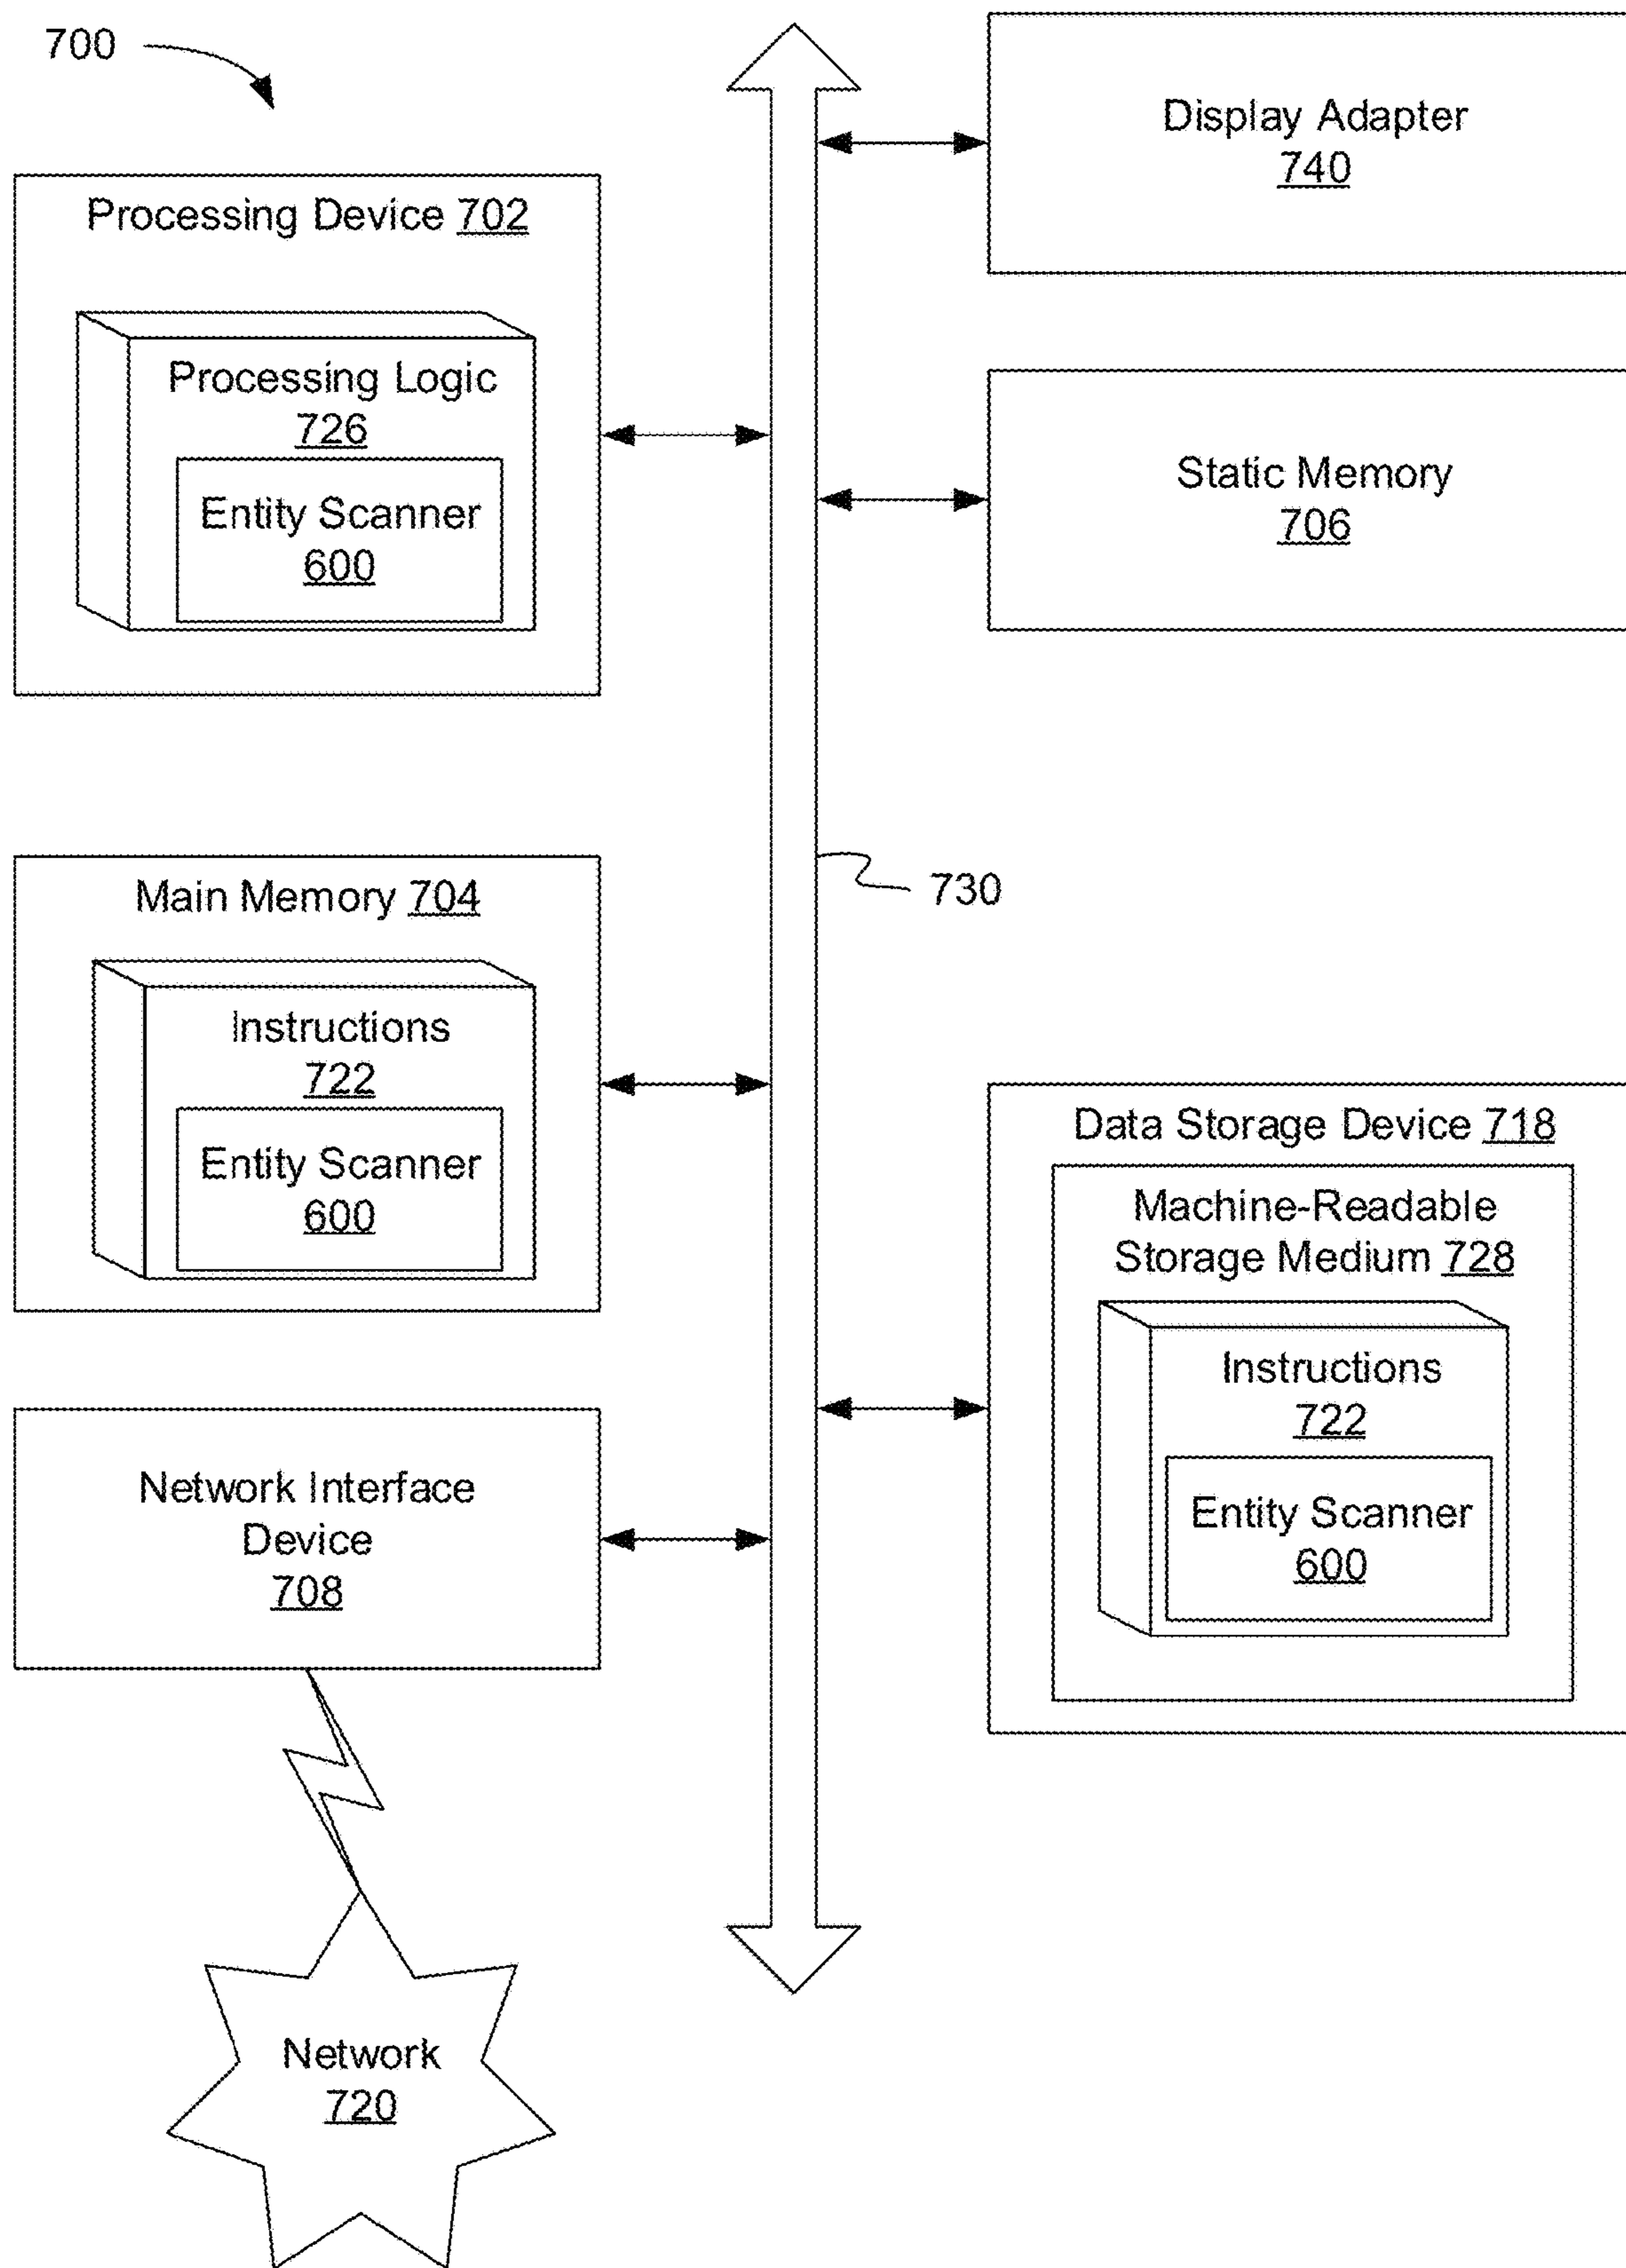 700
Processing Device 702
Processing Logic
726
Entity Scanner
600
Main Memory 704
Instructions
722
Entity Scanner
600
Network Interface
Device
708
Network
720
730
Display Adapter
740
Static Memory
706
Data Storage Device 718
Machine-Readable
Storage Medium 728
Instructions
722
Entity Scanner
600